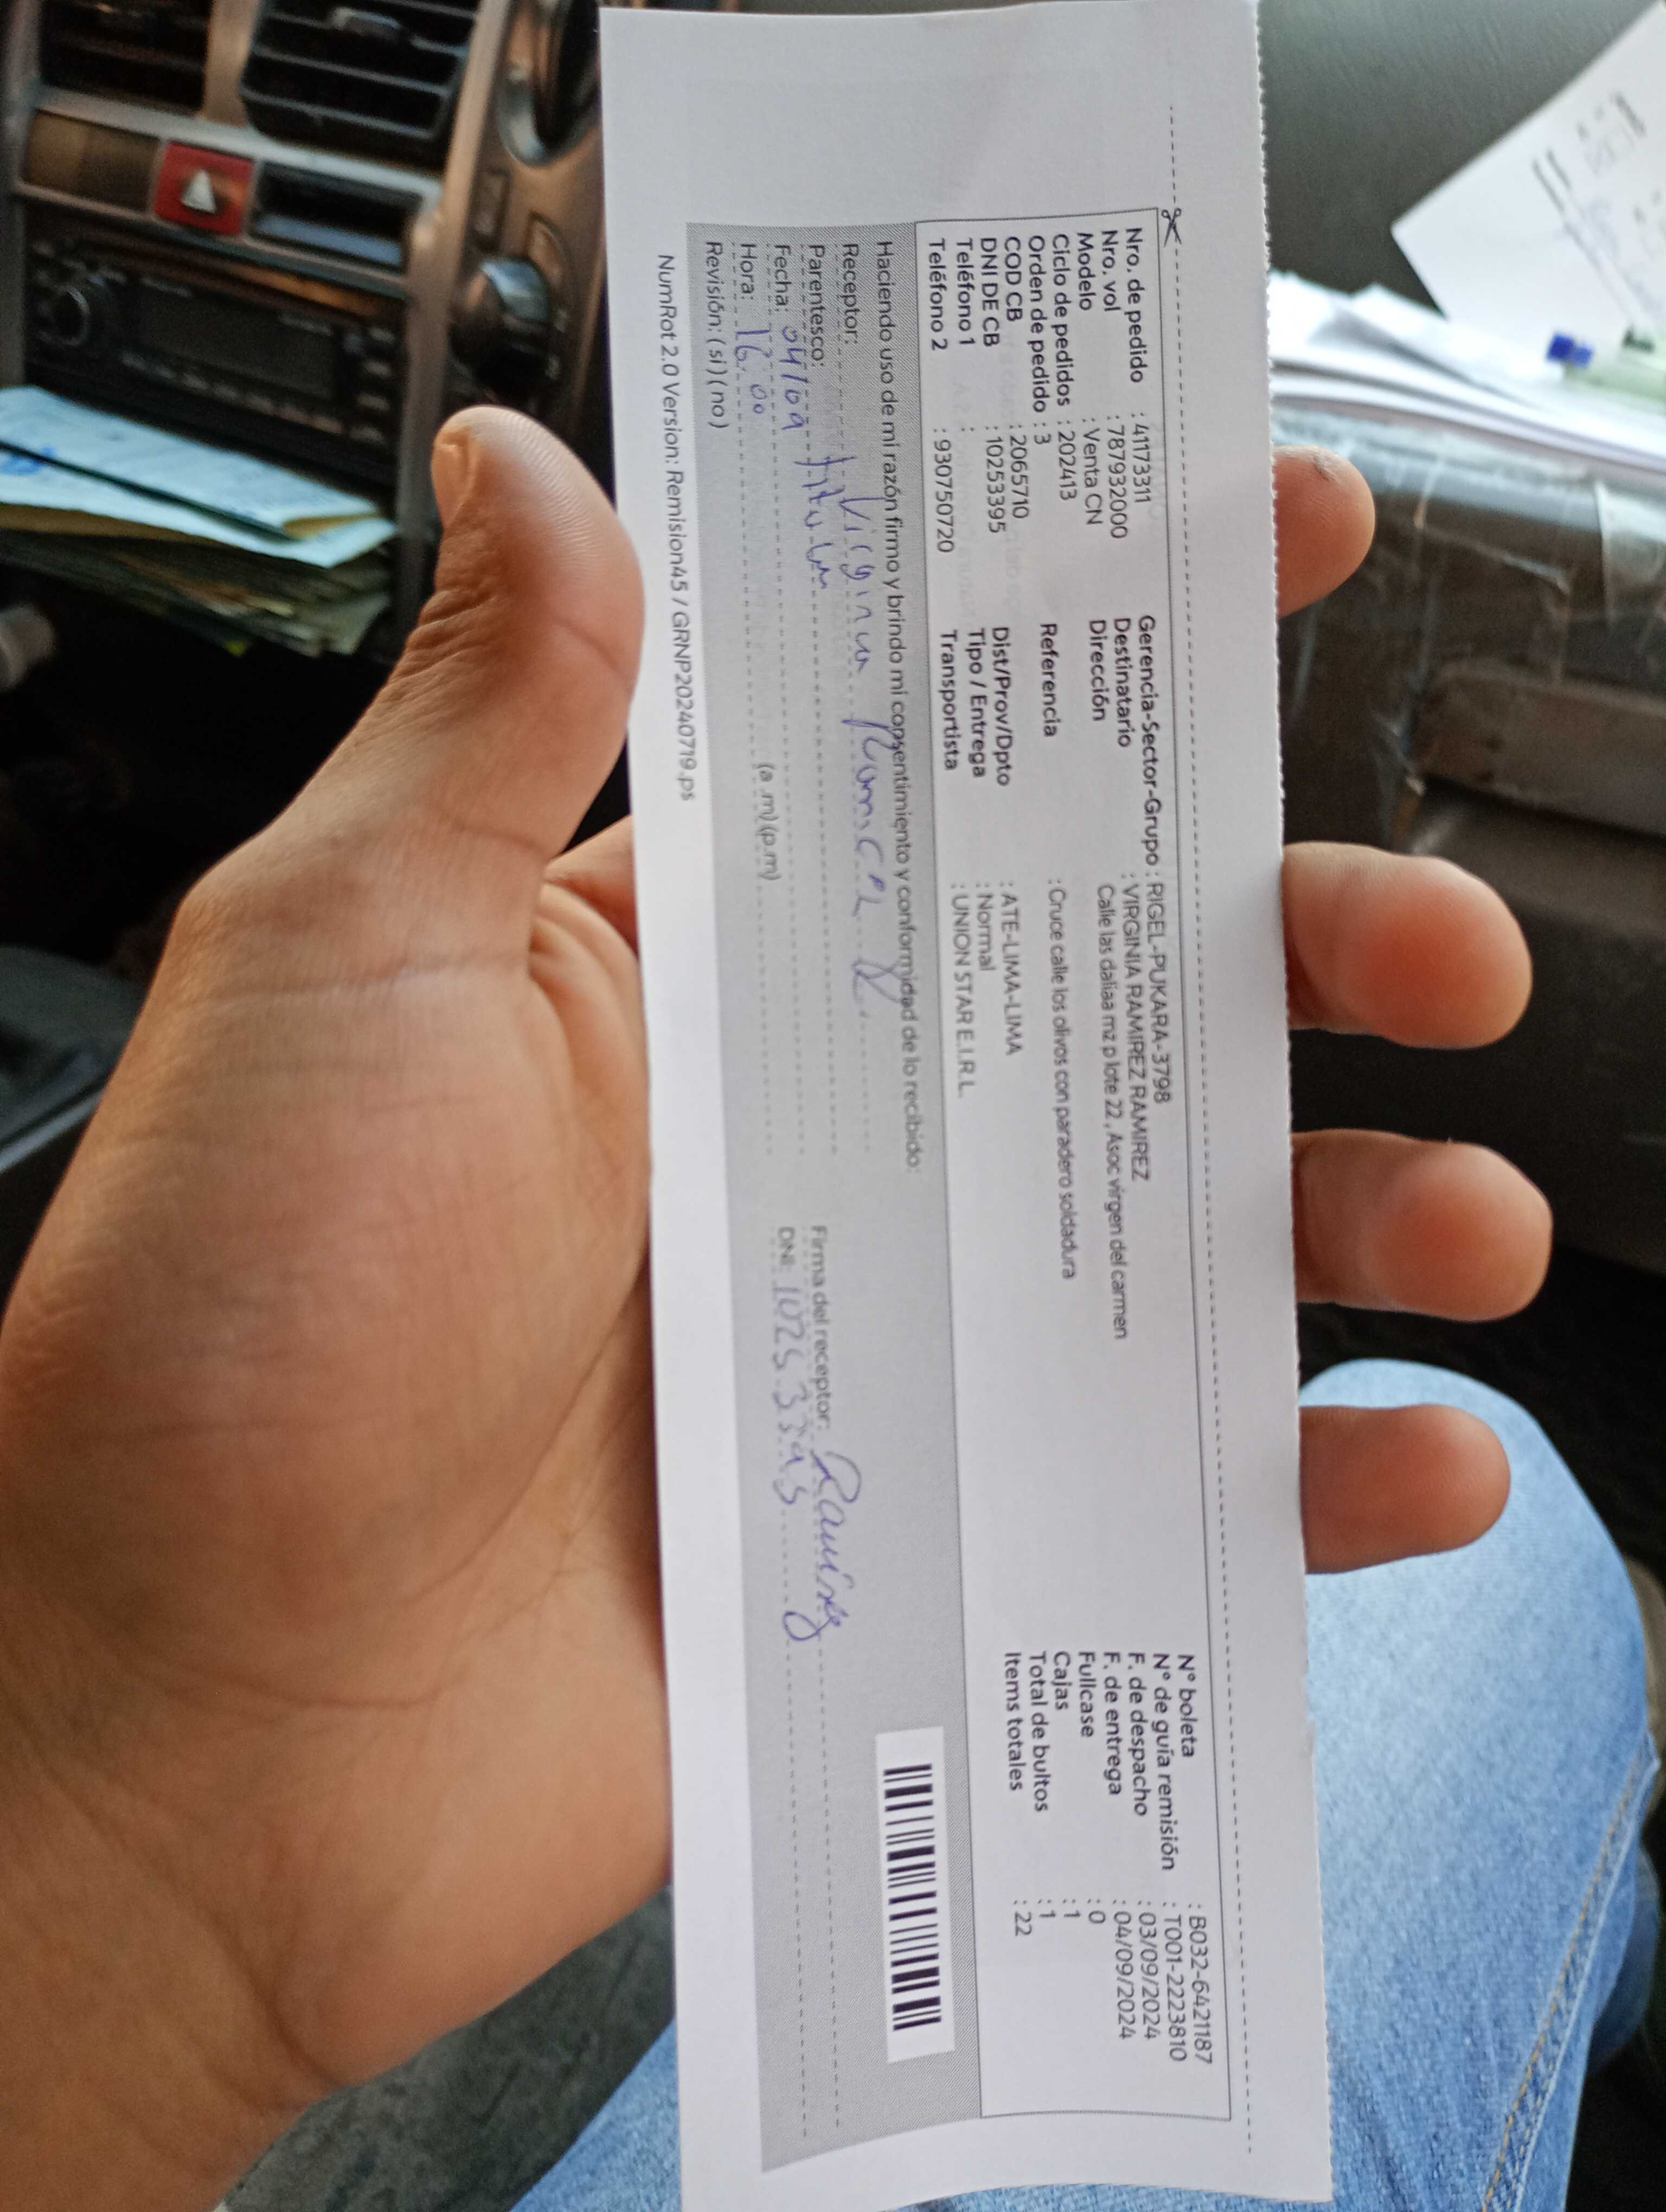 Nro. de pedido : 41173311
Nro. vol : 787932000
Modelo : Venta CN
Ciclo de pedidos : 202413
Orden de pedido : 3
COD CB : 2065710
DNI DE CB : 10253395
Teléfono 1 :
Teléfono 2 : 930750720
Gerencia-Sector-Grupo : RIGEL-PUKARA-3798
Destinatario : VIRGINIA RAMIREZ RAMIREZ
Dirección Calle las daliaa mz p lote 22 , Asoc virgen del carmen
Referencia : Cruce calle los olivos con paradero soldadura
Dist/Prov/Dpto : ATE-LIMA-LIMA
Tipo / Entrega : Normal
Transportista : UNION STAR E.I.R.L.
N° boleta : B032-6421187
N° de guía remisión : T001-2223810
F. de despacho : 03/09/2024
F. de entrega : 04/09/2024
Fullcase : 0
Cajas : 1
Total de bultos : 1
Items totales : 22
Haciendo uso de mi razón firmo y brindo mi consentimiento y conformidad de lo recibido:
Receptor: Virginia Ramirez R
Parentesco: titular
Fecha: 04/09
Hora: 16:00 (a .m) (p.m)
Revisión: ( si ) ( no )
Firma del receptor: Ramirez
DNI: 10253395
NumRot 2.0 Version: Remision45 / GRNP20240719.ps